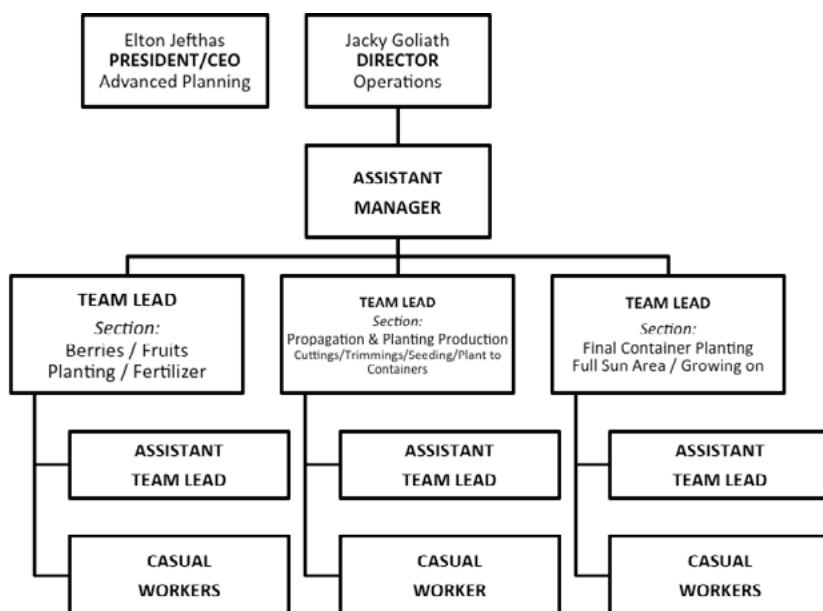 Elton Jefthas
PRESIDENT/CEO
Advanced Planning
Jacky Goliath
DIRECTOR
Operations
ASSISTANT
MANAGER
TEAM LEAD
Section:
Berries / Fruits
Planting / Fertilizer
TEAM LEAD
Section:
Propagation & Planting Production
Cuttings/Trimmings/Seeding/Plant to
Containers
TEAM LEAD
Section:
Final Container Planting
Full Sun Area / Growing on
ASSISTANT
TEAM LEAD
ASSISTANT
TEAM LEAD
ASSISTANT
TEAM LEAD
CASUAL
WORKERS
CASUAL
WORKER
CASUAL
WORKERS